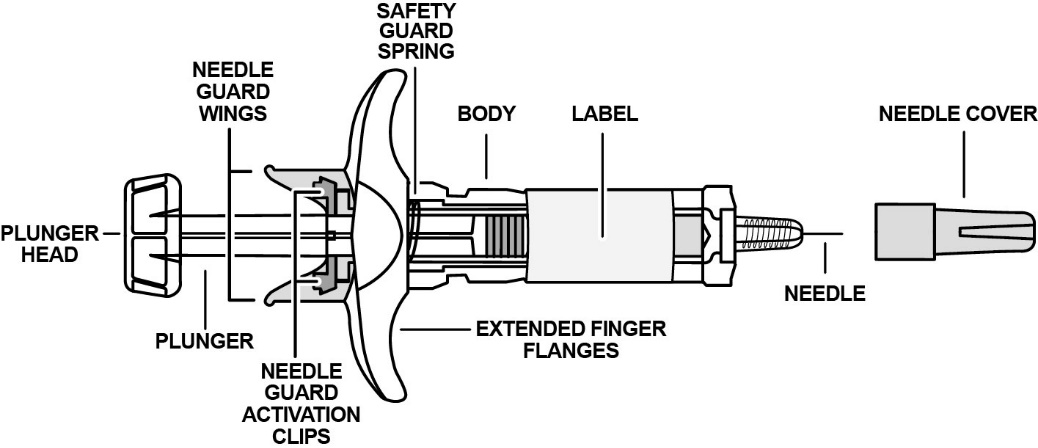 SAFETY
GUARD
SPRING
NEEDLE
GUARD
WINGS
BODY
LABEL
NEEDLE COVER
PLUNGER
HEAD
NEEDLE
PLUNGER
EXTENDED FINGER
FLANGES
NEEDLE
GUARD
ACTIVATION
CLIPS